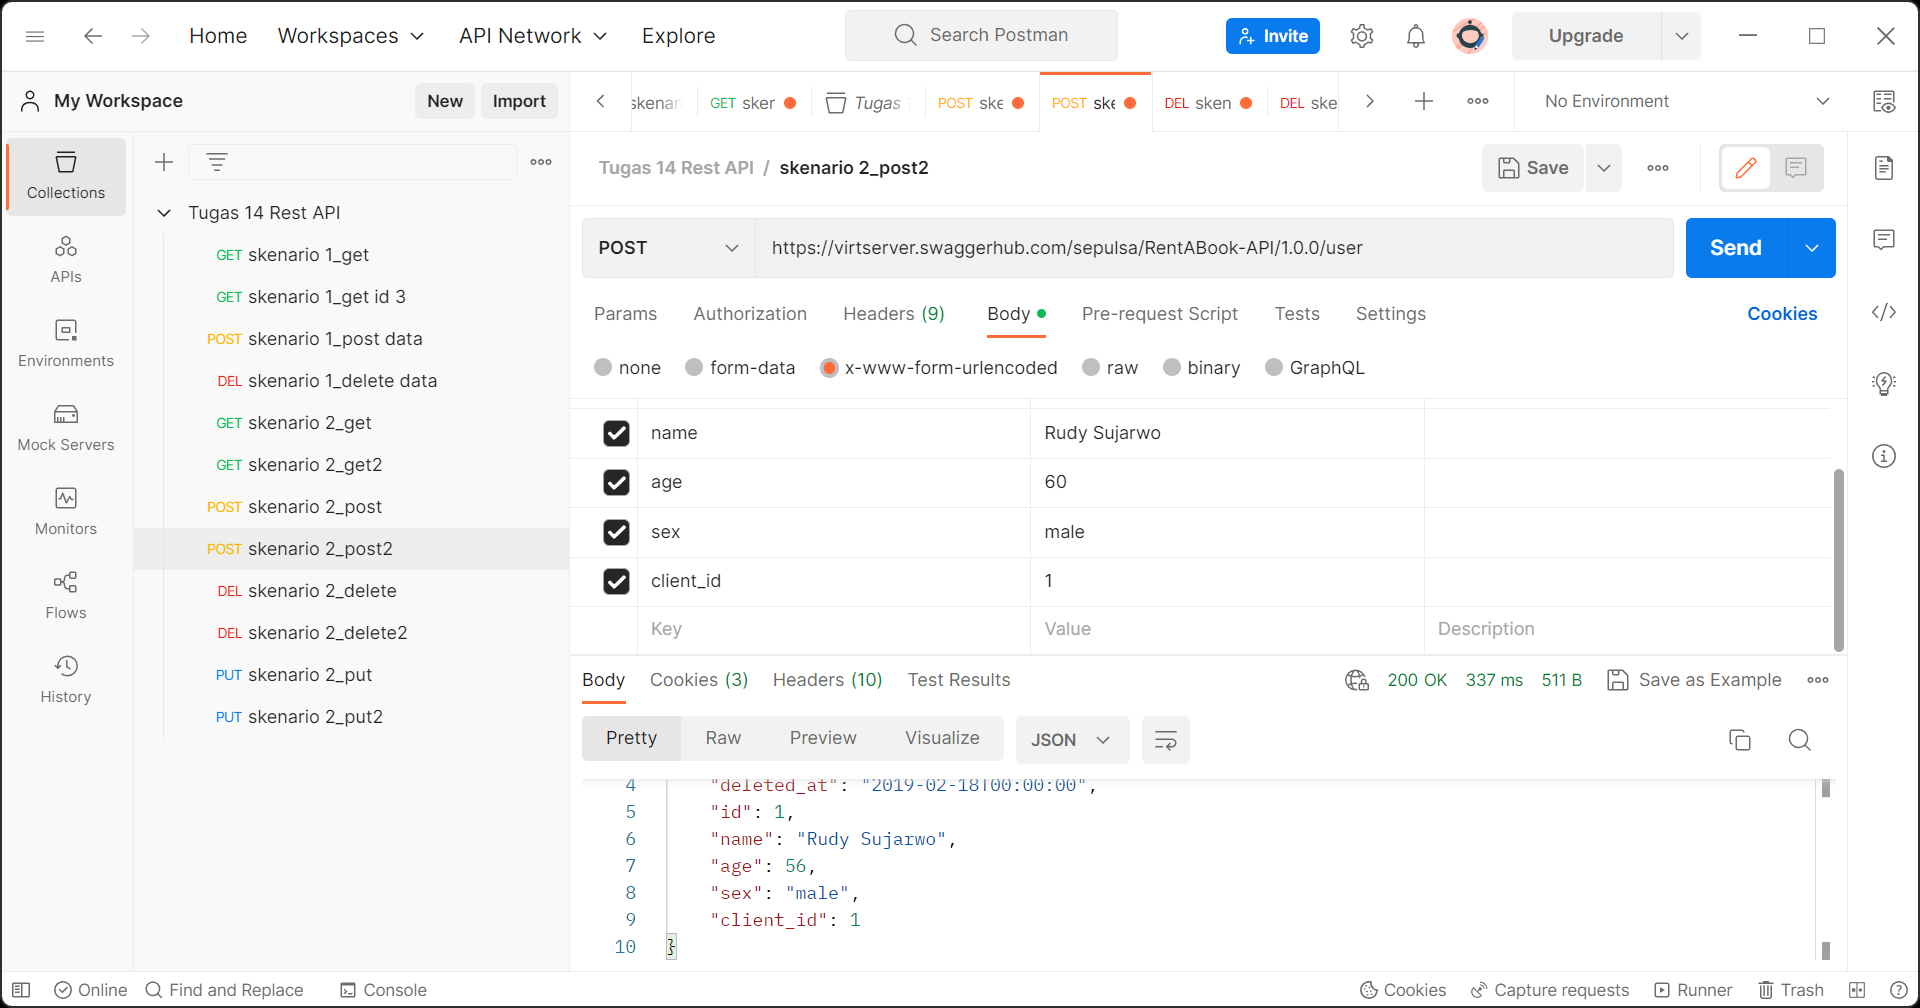 Home Workspaces API Network Explore Search Postman Invite Upgrade
My Workspace New Import
GET sker Tugas POST ske POST ske DEL sken DEL ske No Environment
Collections
APIs
Environments
Mock Servers
Monitors
Flows
History
Tugas 14 Rest API
GET skenario 1_get
GET skenario 1_get id 3
POST skenario 1_post data
DEL skenario 1_delete data
GET skenario 2_get
GET skenario 2_get2
POST skenario 2_post
POST skenario 2_post2
DEL skenario 2_delete
DEL skenario 2_delete2
PUT skenario 2_put
PUT skenario 2_put2
Tugas 14 Rest API / skenario 2_post2 Save
POST https://virtserver.swaggerhub.com/sepulsa/RentABook-API/1.0.0/user Send
Params Authorization Headers (9) Body Pre-request Script Tests Settings Cookies
none form-data x-www-form-urlencoded raw binary GraphQL
name Rudy Sujarwo
age 60
sex male
client_id 1
Key Value Description
Body Cookies (3) Headers (10) Test Results 200 OK 337 ms 511 B Save as Example
Pretty Raw Preview Visualize JSON
4 "deleted_at": "2019-02-18T00:00:00",
5 "id": 1,
6 "name": "Rudy Sujarwo",
7 "age": 56,
8 "sex": "male",
9 "client_id": 1
10 }
Online Find and Replace Console Cookies Capture requests Runner Trash